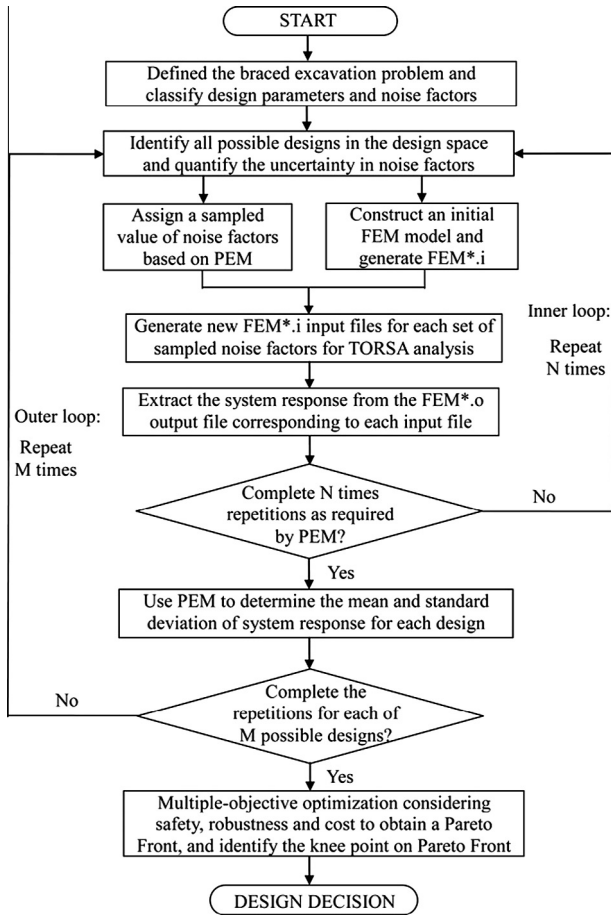 START
Defined the braced excavation problem and
classify design parameters and noise factors
Identify all possible designs in the design space
and quantify the uncertainty in noise factors
Assign a sampled
value of noise factors
based on PEM
Construct an initial
FEM model and
generate FEM*.i
Generate new FEM*.i input files for each set of
sampled noise factors for TORSA analysis
Inner loop:
Repeat
N times
Extract the system response from the FEM*.o
output file corresponding to each input file
Outer loop:
Repeat
M times
Complete N times
repetitions as required
by PEM?
No
Yes
Use PEM to determine the mean and standard
deviation of system response for each design
Complete the
repetitions for each of
M possible designs?
No
Yes
Multiple-objective optimization considering
safety, robustness and cost to obtain a Pareto
Front, and identify the knee point on Pareto Front
DESIGN DECISION